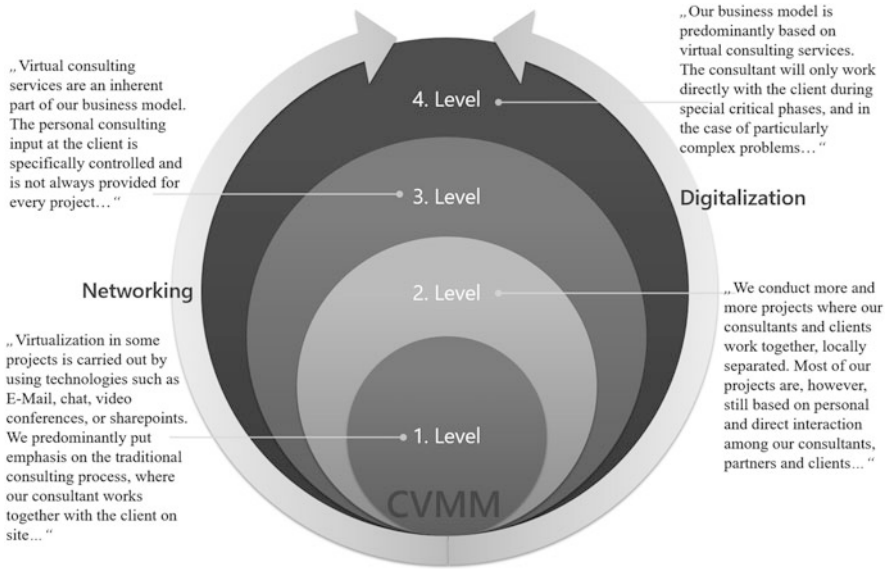 „Virtual consulting
services are an inherent
part of our business model.
The personal consulting
input at the client is
specifically controlled and
is not always provided for
every project…“
„Our business model is
predominantly based on
virtual consulting services.
The consultant will only work
directly with the client during
special critical phases, and in
the case of particularly
complex problems…“
4. Level
3. Level
Digitalization
Networking
2. Level
„Virtualization in some
projects is carried out by
using technologies such as
E-Mail, chat, video
conferences, or sharepoints.
We predominantly put
emphasis on the traditional
consulting process, where
our consultant works
together with the client on
site...“
„We conduct more and
more projects where our
consultants and clients
work together, locally
separated. Most of our
projects are, however,
still based on personal
and direct interaction
among our consultants,
partners and clients...“
1. Level
CVMM